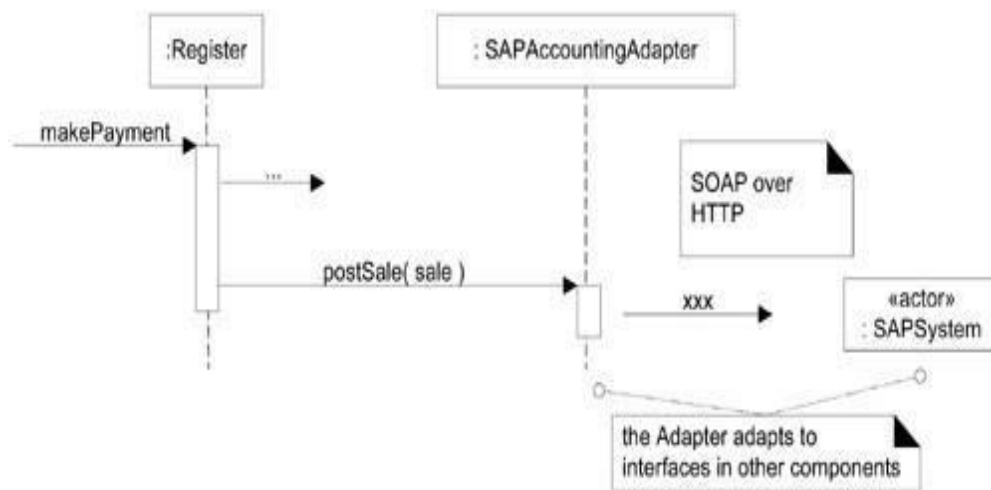 :Register
: SAPAccountingAdapter
makePayment
...
SOAP over
HTTP
postSale( sale )
xxx
«actor»
: SAPSystem
the Adapter adapts to
interfaces in other components